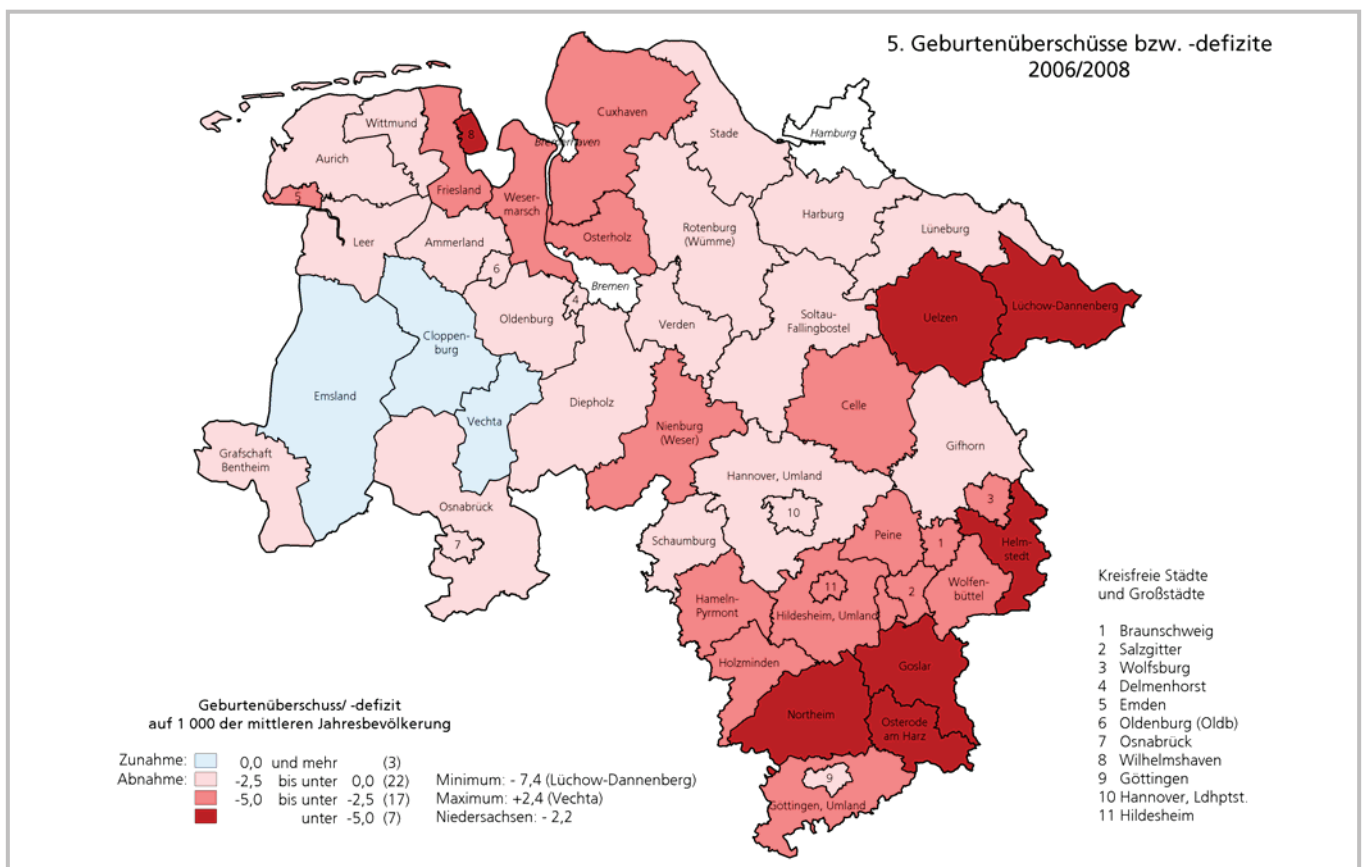 5. Geburtenüberschüsse bzw. -defizite
2006/2008
Cuxhaven
Wittmund
8
Bremerhaven
Stade
Hamburg
Aurich
Friesland
Weser-
marsch
5
Harburg
Lüneburg
Leer
Ammerland
Osterholz
Rotenburg
(Wümme)
6
Bremen
4
Oldenburg
Verden
Soltau-
Fallingbostel
Uelzen
Lüchow-Dannenberg
Cloppen-
burg
Emsland
Vechta
Diepholz
Celle
Nienburg
(Weser)
Gifhorn
Grafschaft
Bentheim
Hannover, Umland
Osnabrück
10
3
7
Schaumburg
Peine
1
Helm-
stedt
Wolfen-
büttel
Hameln-
Pyrmont
11
2
Hildesheim, Umland
Holzminden
Goslar
Northeim
Osterode
am Harz
9
Göttingen, Umland
Kreisfreie Städte
und Großstädte
1 Braunschweig
2 Salzgitter
3 Wolfsburg
4 Delmenhorst
5 Emden
6 Oldenburg (Oldb)
7 Osnabrück
8 Wilhelmshaven
9 Göttingen
10 Hannover, Ldhptst.
11 Hildesheim
Geburtenüberschuss/ -defizit
auf 1 000 der mittleren Jahresbevölkerung
Zunahme: 0,0 und mehr (3)
Abnahme: -2,5 bis unter 0,0 (22) Minimum: - 7,4 (Lüchow-Dannenberg)
-5,0 bis unter -2,5 (17) Maximum: +2,4 (Vechta)
unter -5,0 (7) Niedersachsen: - 2,2